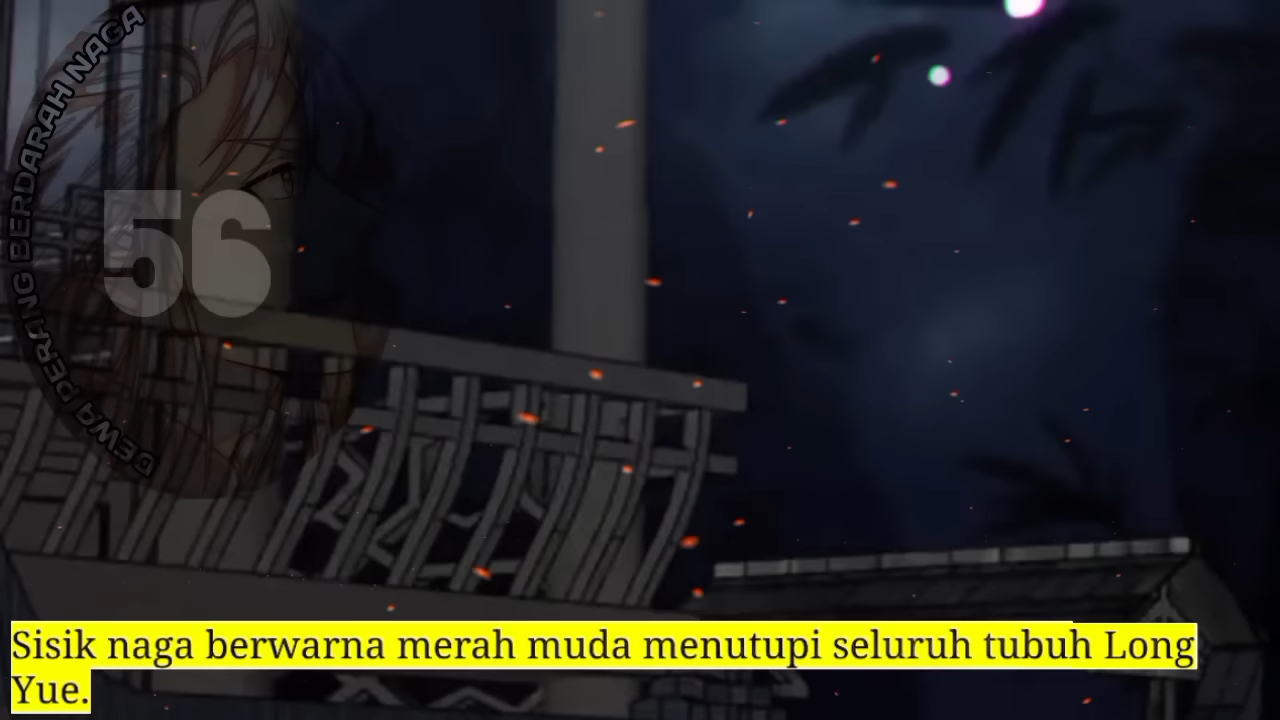 DEWA PERANG BERDARAH NAGA
56
Sisik naga berwarna merah muda menutupi seluruh tubuh Long
Yue.